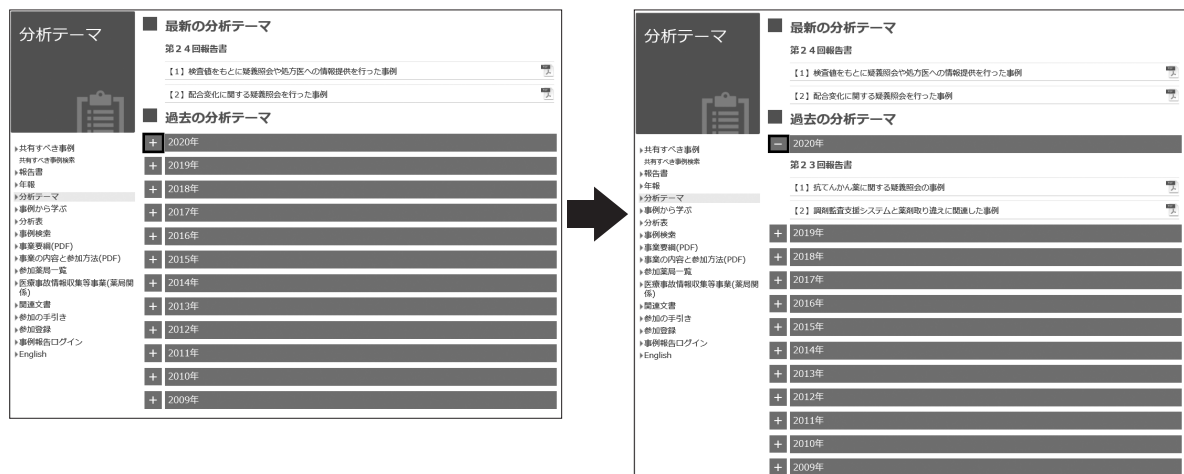 分析テーマ
最新の分析テーマ
第24回報告書
【1】検査値をもとに疑義照会や処方医への情報提供を行った事例
【2】配合変化に関する疑義照会を行った事例
過去の分析テーマ
+ 2020年
+ 2019年
+ 2018年
+ 2017年
+ 2016年
+ 2015年
+ 2014年
+ 2013年
+ 2012年
+ 2011年
+ 2010年
+ 2009年
共有すべき事例
共有すべき事例検索
報告書
年報
分析テーマ
事例から学ぶ
分析表
事例検索
事業要綱(PDF)
事業の内容と参加方法(PDF)
参加薬局一覧
医療事故情報収集等事業(薬局関
係)
関連文書
参加の手引き
参加登録
事例報告ログイン
English
分析テーマ
最新の分析テーマ
第24回報告書
【1】検査値をもとに疑義照会や処方医への情報提供を行った事例
【2】配合変化に関する疑義照会を行った事例
過去の分析テーマ
− 2020年
第23回報告書
【1】抗てんかん薬に関する疑義照会の事例
【2】調剤監査支援システムと薬剤取り違えに関連した事例
+ 2019年
+ 2018年
+ 2017年
+ 2016年
+ 2015年
+ 2014年
+ 2013年
+ 2012年
+ 2011年
+ 2010年
+ 2009年
共有すべき事例
共有すべき事例検索
報告書
年報
分析テーマ
事例から学ぶ
分析表
事例検索
事業要綱(PDF)
事業の内容と参加方法(PDF)
参加薬局一覧
医療事故情報収集等事業(薬局関
係)
関連文書
参加の手引き
参加登録
事例報告ログイン
English